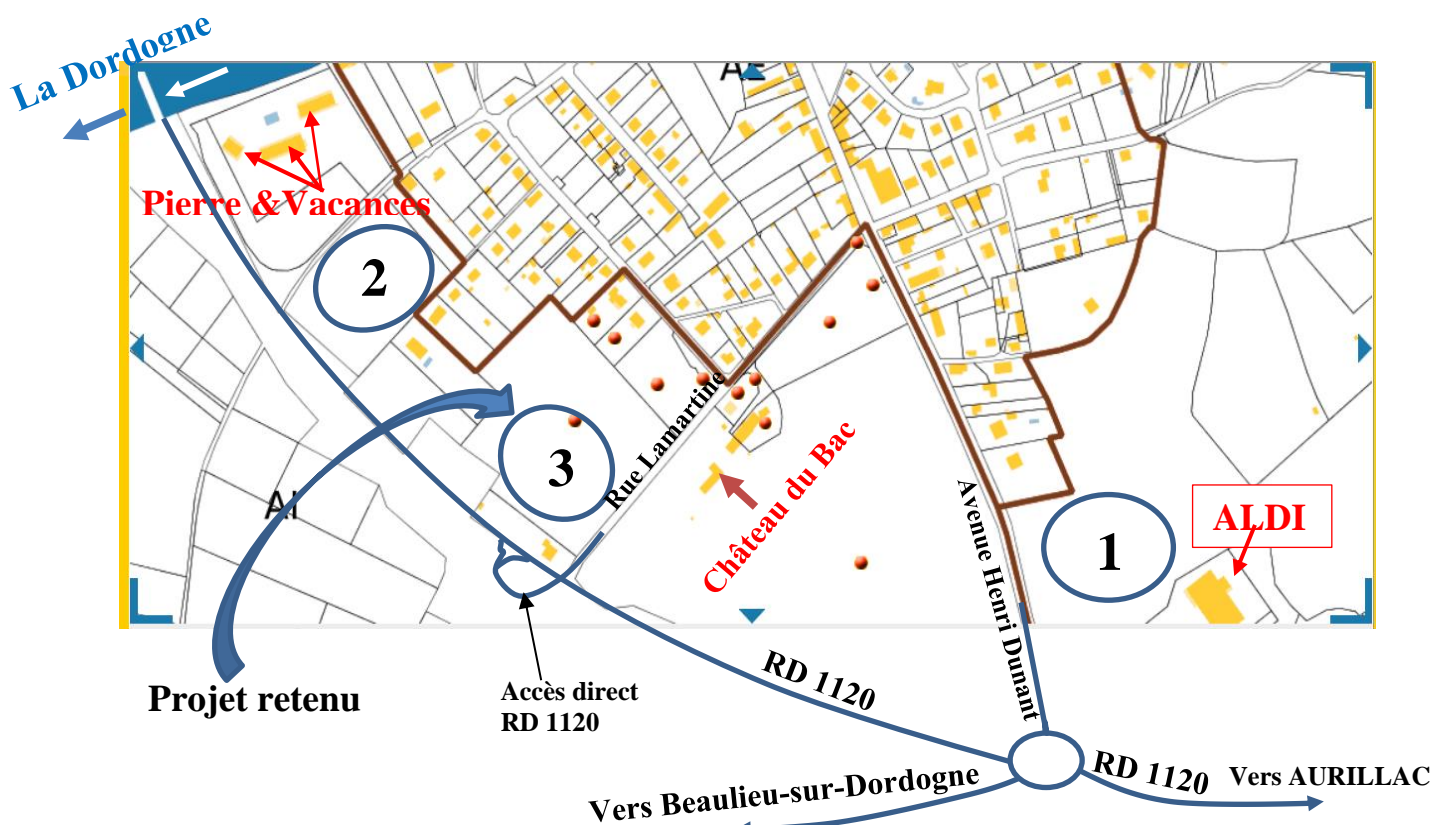 La Dordogne
AE
Pierre &Vacances
2
Rue Lamartine
3
Château du Bac
AI
Avenue Henri Dunant
1
ALDI
Projet retenu
Accès direct
RD 1120
RD 1120
RD 1120
Vers AURILLAC
Vers Beaulieu-sur-Dordogne